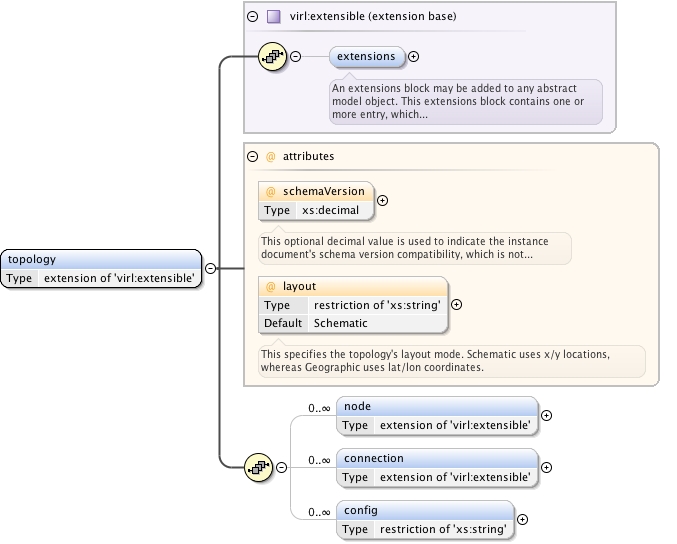 virl:extensible (extension base)
extensions
An extensions block may be added to any abstract
model object. This extensions block contains one or
more entry, which...
@ attributes
@ schemaVersion
Type xs:decimal
This optional decimal value is used to indicate the instance
document's schema version compatibility, which is not...
topology
Type extension of 'virl:extensible'
@ layout
Type restriction of 'xs:string'
Default Schematic
This specifies the topology's layout mode. Schematic uses x/y locations,
whereas Geographic uses lat/lon coordinates.
0..∞ node
Type extension of 'virl:extensible'
0..∞ connection
Type extension of 'virl:extensible'
0..∞ config
Type restriction of 'xs:string'